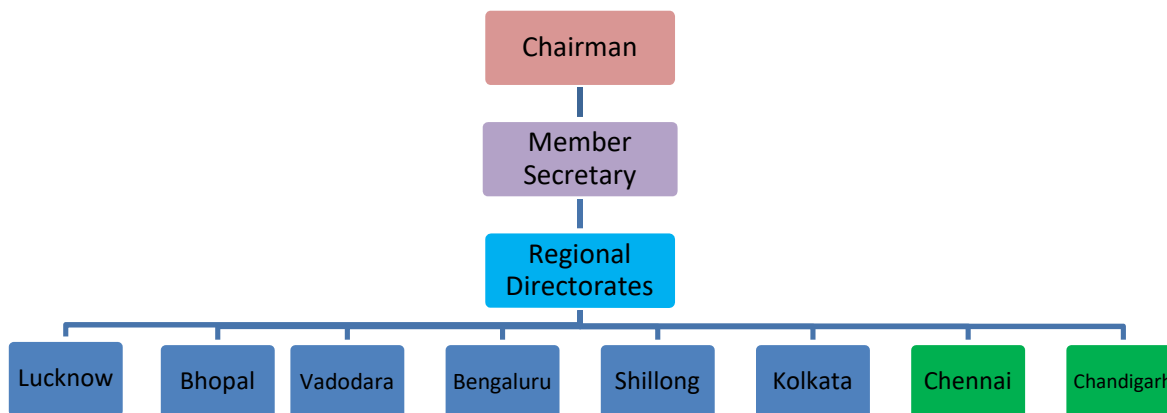 Chairman
Member
Secretary
Regional
Directorates
Lucknow
Bhopal
Vadodara
Bengaluru
Shillong
Kolkata
Chennai
Chandigarh